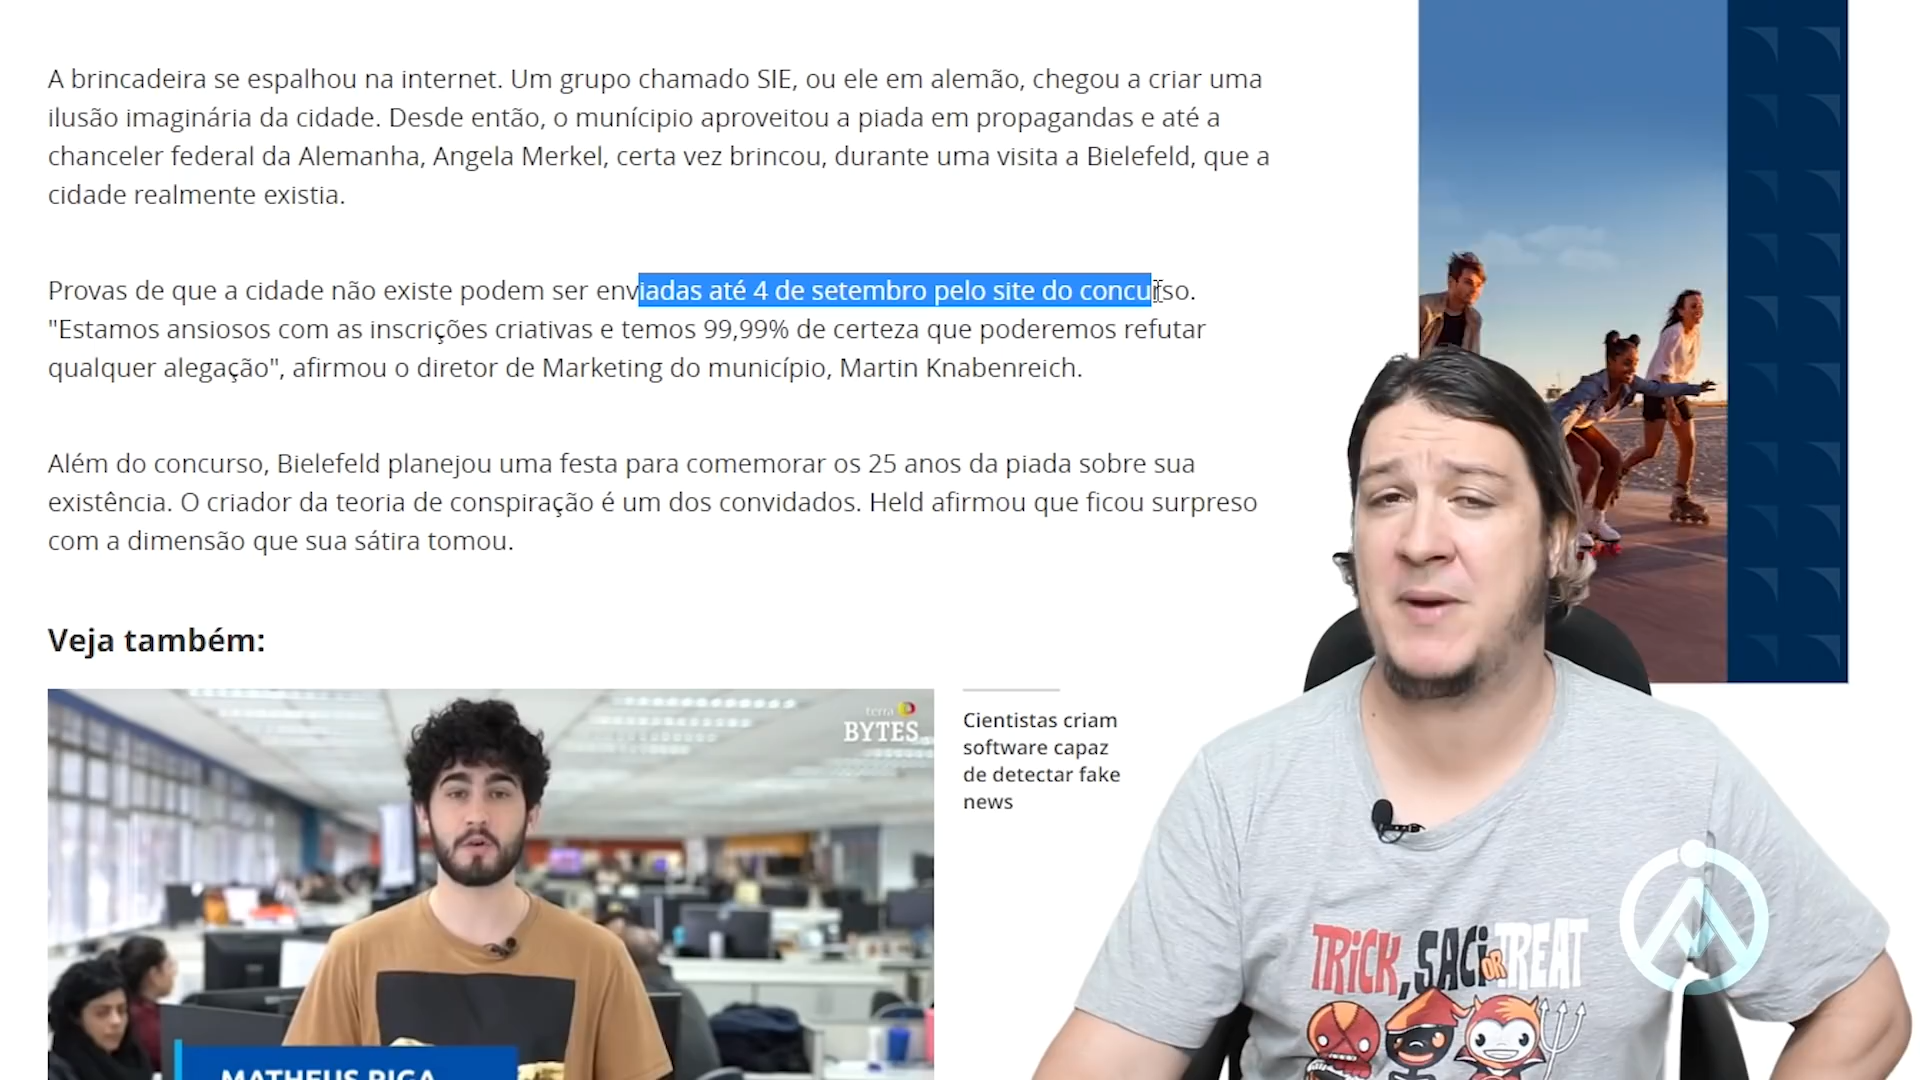 A brincadeira se espalhou na internet. Um grupo chamado SIE, ou ele em alemão, chegou a criar uma
ilusão imaginária da cidade. Desde então, o munícipio aproveitou a piada em propagandas e até a
chanceler federal da Alemanha, Angela Merkel, certa vez brincou, durante uma visita a Bielefeld, que a
cidade realmente existia.
Provas de que a cidade não existe podem ser enviadas até 4 de setembro pelo site do concurso.
"Estamos ansiosos com as inscrições criativas e temos 99,99% de certeza que poderemos refutar
qualquer alegação", afirmou o diretor de Marketing do município, Martin Knabenreich.
Além do concurso, Bielefeld planejou uma festa para comemorar os 25 anos da piada sobre sua
existência. O criador da teoria de conspiração é um dos convidados. Held afirmou que ficou surpreso
com a dimensão que sua sátira tomou.
Veja também:
terra
BYTES
MATHEUS RIGA
Cientistas criam
software capaz
de detectar fake
news
TRICK, SACI OR TREAT